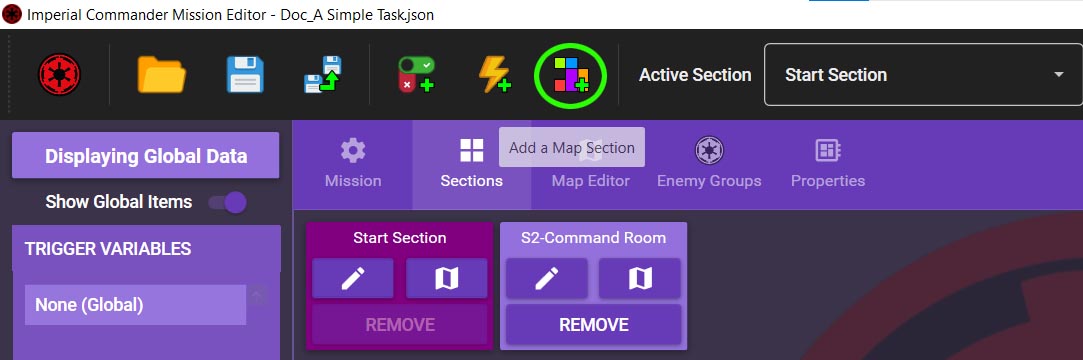 Imperial Commander Mission Editor - Doc_A Simple Task.json
Active Section
Start Section
Displaying Global Data
Show Global Items
TRIGGER VARIABLES
None (Global)
Add a Map Section
Mission
Sections
Map Editor
Enemy Groups
Properties
Start Section
S2-Command Room
REMOVE
REMOVE